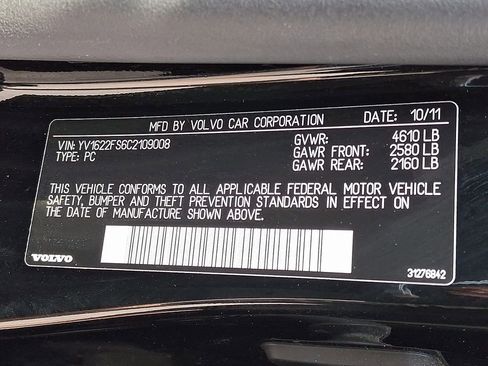 MFD BY VOLVO CAR CORPORATION DATE: 10/11
VIN: YV1622FS6C2109008 GVWR: 4610 LB
TYPE: PC GAWR FRONT: 2580 LB
GAWR REAR: 2160 LB
THIS VEHICLE CONFORMS TO ALL APPLICABLE FEDERAL MOTOR VEHICLE
SAFETY, BUMPER AND THEFT PREVENTION STANDARDS IN EFFECT ON
THE DATE OF MANUFACTURE SHOWN ABOVE.
VOLVO 31276842